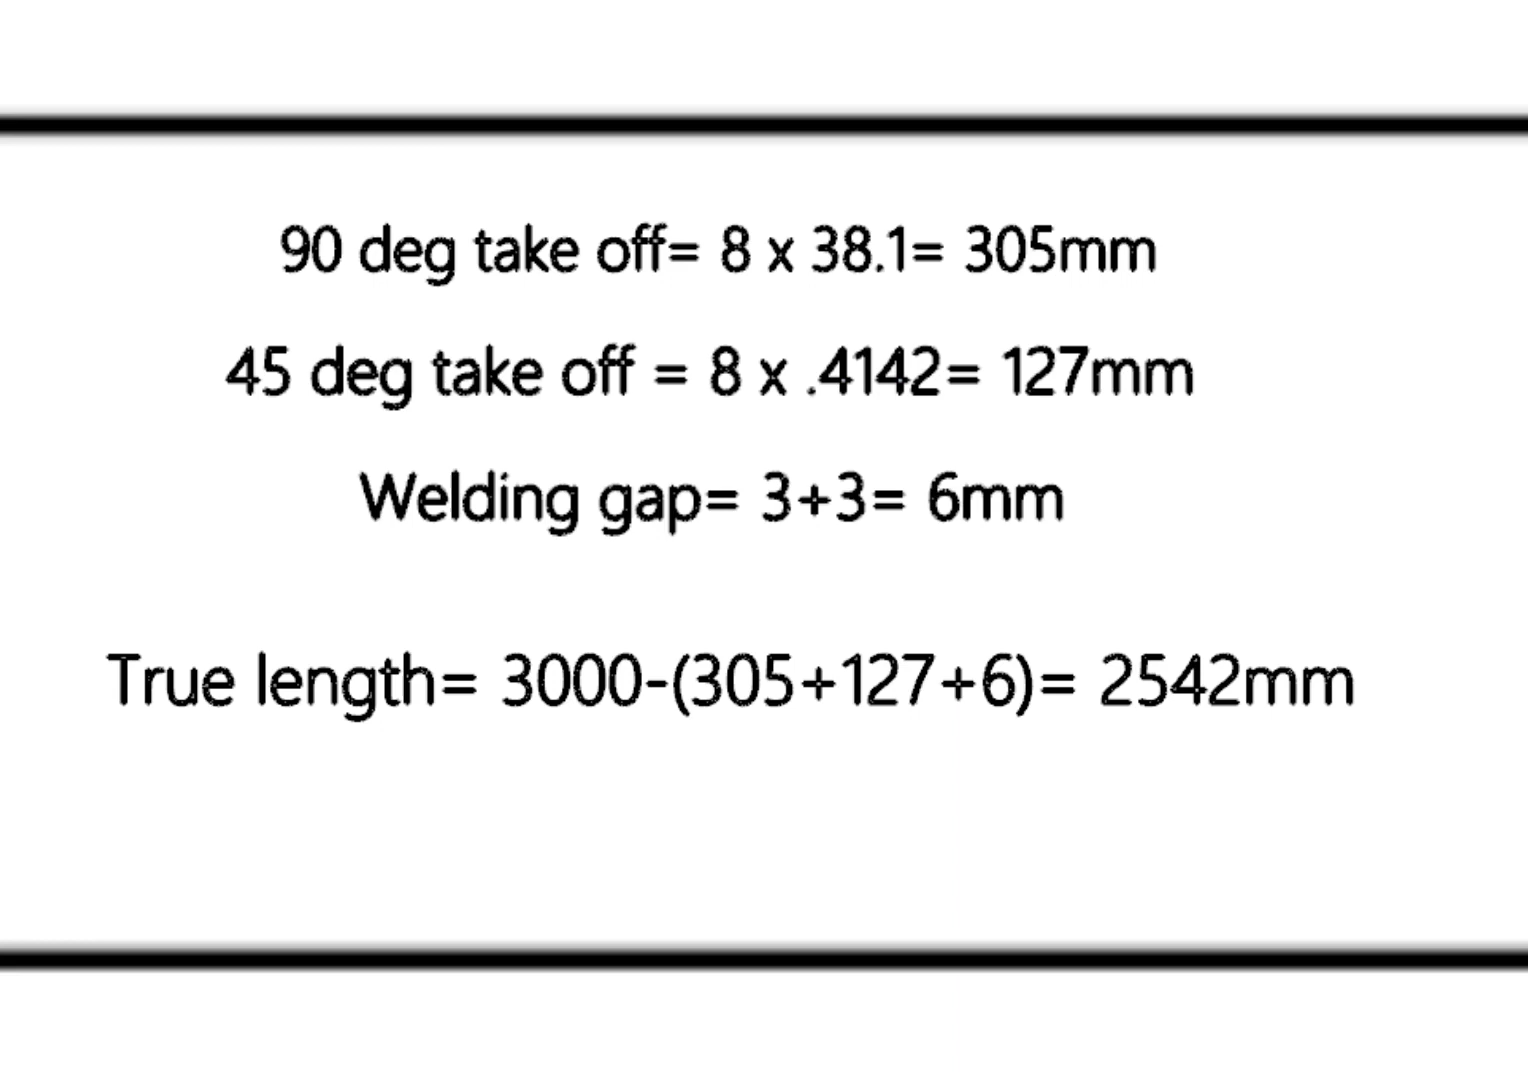 90 deg take off= 8 x 38.1= 305mm
45 deg take off = 8 x .4142= 127mm
Welding gap= 3+3= 6mm
True length= 3000-(305+127+6)= 2542mm